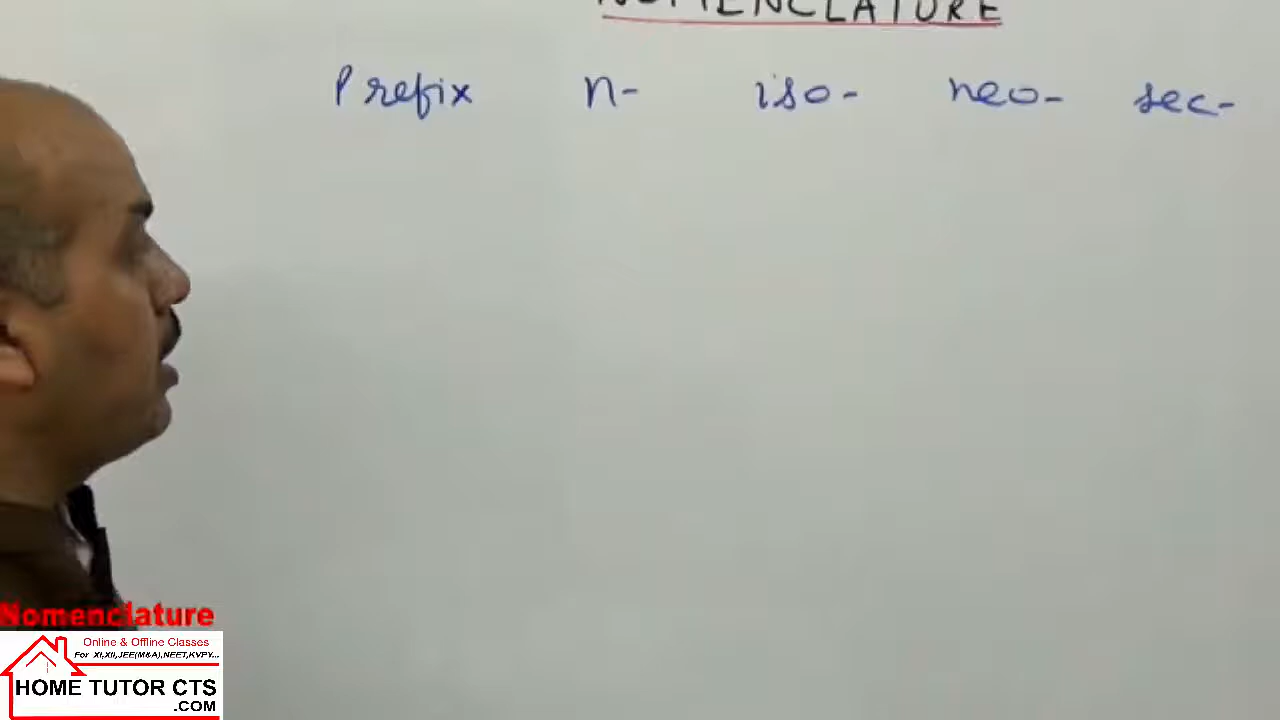 NOMENCLATURE
Prefix n- iso- neo- sec-
Nomenclature
Online & Offline Classes
For XI,XII,JEE(M&A),NEET,KVPY...
HOME TUTOR CTS
.COM